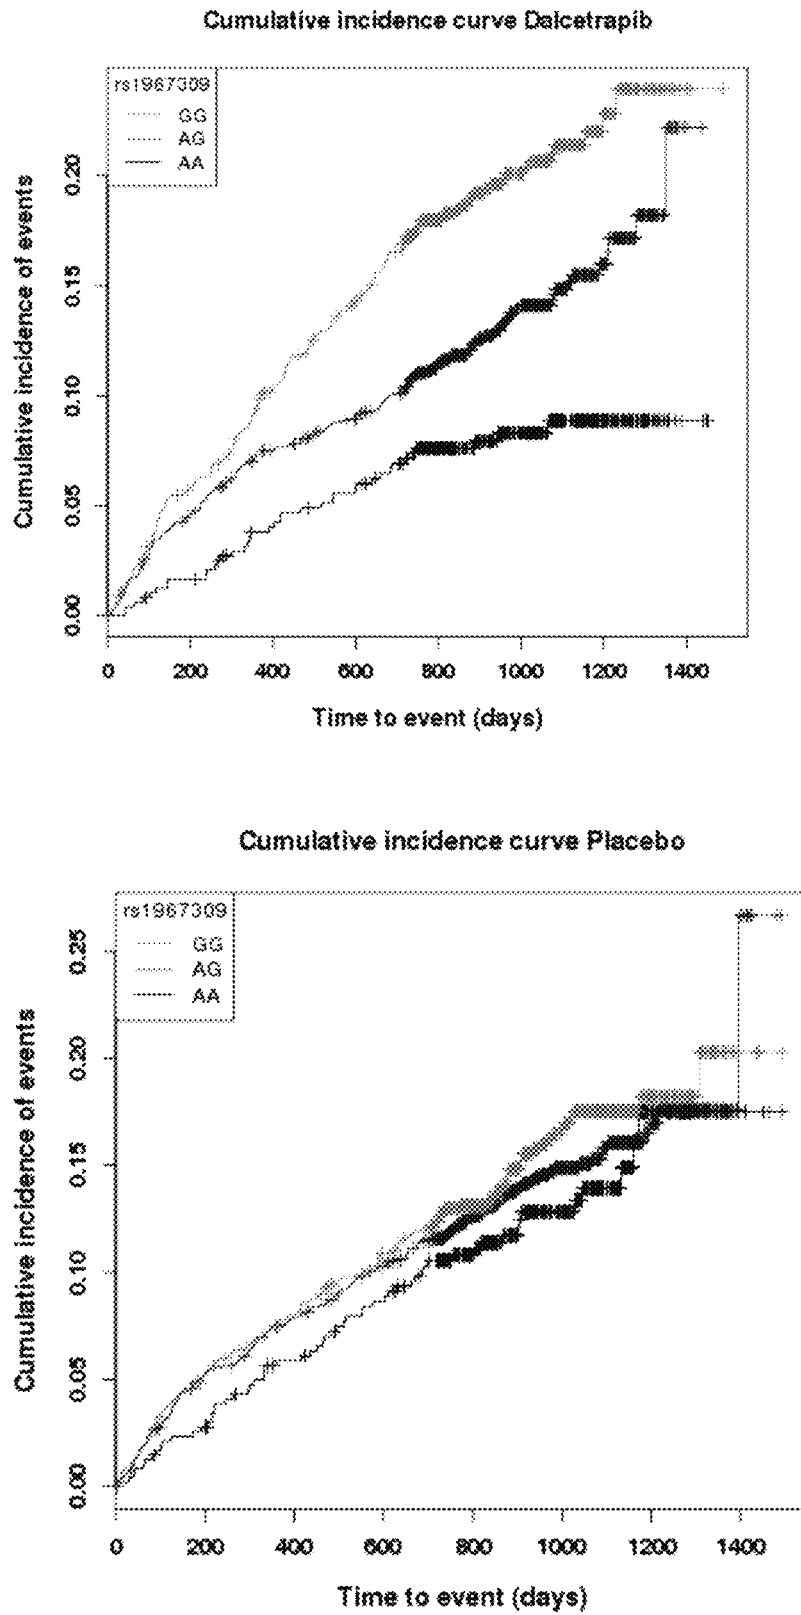 Cumulative incidence curve Dalcetrapib
rs1967309
GG
AG
AA
Cumulative incidence of events
0.20
0.15
0.10
0.05
0.00
0 200 400 600 800 1000 1200 1400
Time to event (days)
Cumulative incidence curve Placebo
rs1967309
GG
AG
AA
Cumulative incidence of events
0.25
0.20
0.15
0.10
0.05
0.00
0 200 400 600 800 1000 1200 1400
Time to event (days)